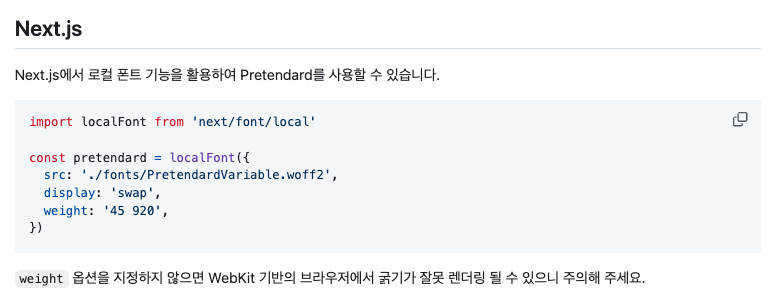 Next.js
Next.js에서 로컬 폰트 기능을 활용하여 Pretendard를 사용할 수 있습니다.
import localFont from 'next/font/local'
const pretendard = localFont({
  src: './fonts/PretendardVariable.woff2',
  display: 'swap',
  weight: '45 920',
})
weight 옵션을 지정하지 않으면 WebKit 기반의 브라우저에서 굵기가 잘못 렌더링 될 수 있으니 주의해 주세요.